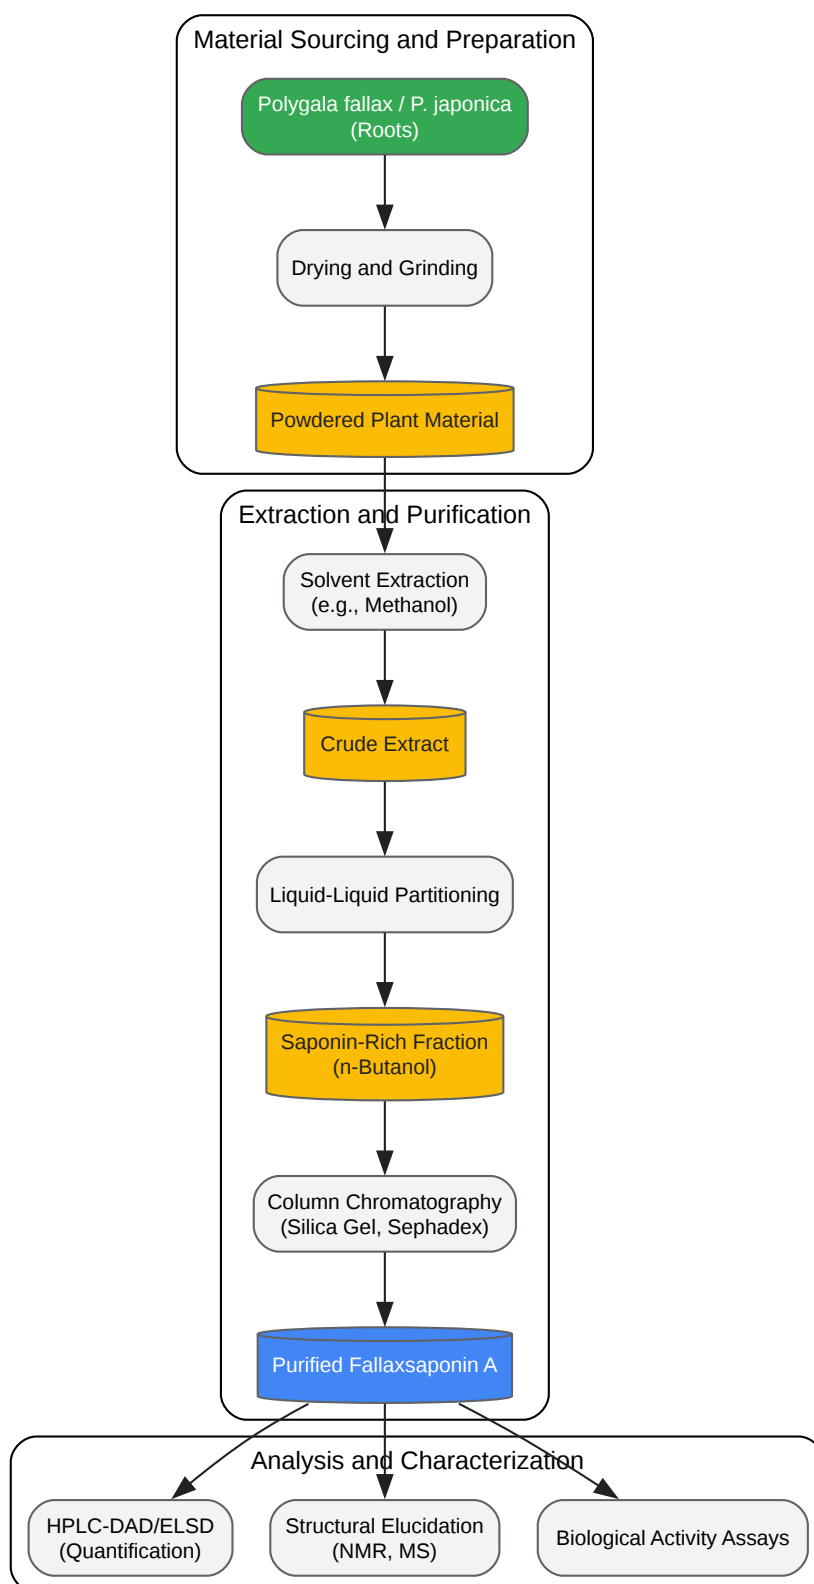 Material Sourcing and Preparation
Polygala fallax / P. japonica
(Roots)
Drying and Grinding
Powdered Plant Material
Extraction and Purification
Solvent Extraction
(e.g., Methanol)
Crude Extract
Liquid-Liquid Partitioning
Saponin-Rich Fraction
(n-Butanol)
Column Chromatography
(Silica Gel, Sephadex)
Purified Fallaxsaponin A
Analysis and Characterization
HPLC-DAD/ELSD
(Quantification)
Structural Elucidation
(NMR, MS)
Biological Activity Assays